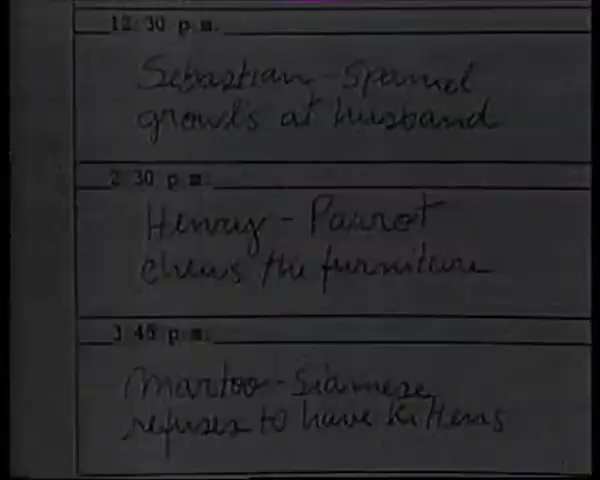 12:30 p.m.
Sebastian - Spaniel
growls at husband
2:30 p.m.
Henry - Parrot
chews the furniture
3:45 p.m.
Martoo - Siamese
refuses to have kittens